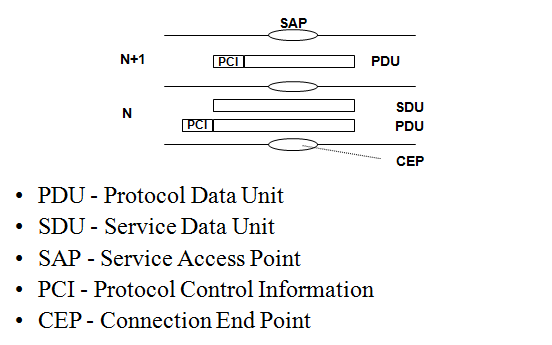 SAP
N+1 PCI PDU
SDU
N
PCI PDU
CEP
• PDU - Protocol Data Unit
• SDU - Service Data Unit
• SAP - Service Access Point
• PCI - Protocol Control Information
• CEP - Connection End Point